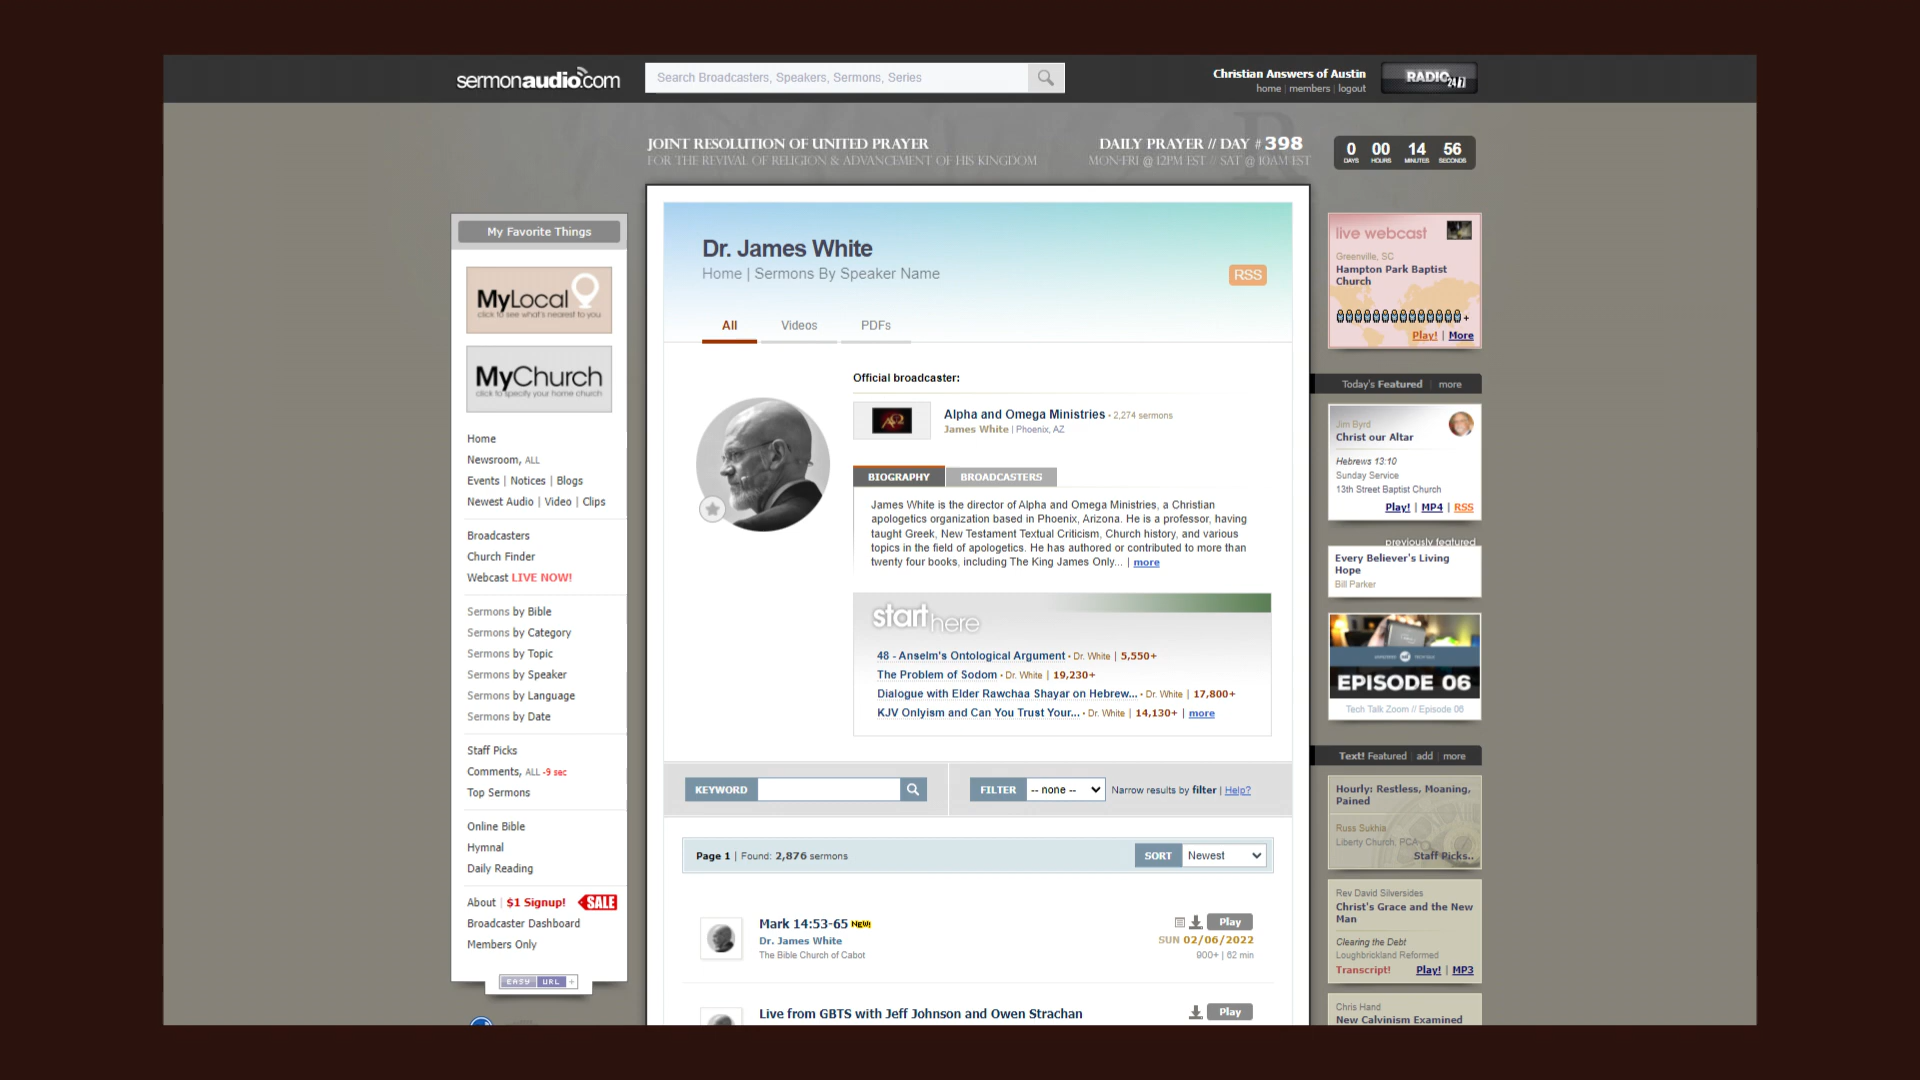 sermonaudio.com
Search Broadcasters, Speakers, Sermons, Series
Christian Answers of Austin
home | members | logout
RADIO 24/7
JOINT RESOLUTION OF UNITED PRAYER
FOR THE REVIVAL OF RELIGION & ADVANCEMENT OF HIS KINGDOM
DAILY PRAYER // DAY # 398
MON-FRI @ 12PM EST // SAT @ 10AM EST
0 00 14 56
DAYS HOURS MINUTES SECONDS
My Favorite Things
MyLocal
click to see what's nearest to you
MyChurch
click to specify your home church
Home
Newsroom, ALL
Events | Notices | Blogs
Newest Audio | Video | Clips
Broadcasters
Church Finder
Webcast LIVE NOW!
Sermons by Bible
Sermons by Category
Sermons by Topic
Sermons by Speaker
Sermons by Language
Sermons by Date
Staff Picks
Comments, ALL -9 sec
Top Sermons
Online Bible
Hymnal
Daily Reading
About | $1 Signup! SALE
Broadcaster Dashboard
Members Only
EASY URL +
Dr. James White
Home | Sermons By Speaker Name
RSS
All Videos PDFs
Official broadcaster:
Alpha and Omega Ministries • 2,274 sermons
James White | Phoenix, AZ
BIOGRAPHY BROADCASTERS
James White is the director of Alpha and Omega Ministries, a Christian
apologetics organization based in Phoenix, Arizona. He is a professor, having
taught Greek, New Testament Textual Criticism, Church history, and various
topics in the field of apologetics. He has authored or contributed to more than
twenty four books, including The King James Only... | more
start here
48 - Anselm's Ontological Argument • Dr. White | 5,550+
The Problem of Sodom • Dr. White | 19,230+
Dialogue with Elder Rawchaa Shayar on Hebrew... • Dr. White | 17,800+
KJV Onlyism and Can You Trust Your... • Dr. White | 14,130+ | more
KEYWORD
FILTER -- none -- Narrow results by filter | Help?
Page 1 | Found: 2,876 sermons
SORT Newest
Mark 14:53-65 NEW!
Dr. James White
The Bible Church of Cabot
Play
SUN 02/06/2022
900+ | 62 min
Live from GBTS with Jeff Johnson and Owen Strachan
Play
live webcast
Greenville, SC
Hampton Park Baptist
Church
Play! | More
Today's Featured | more
Jim Byrd
Christ our Altar
Hebrews 13:10
Sunday Service
13th Street Baptist Church
Play! | MP4 | RSS
previously featured
Every Believer's Living
Hope
Bill Parker
EPISODE 06
Tech Talk Zoom // Episode 06
Text! Featured | add | more
Hourly: Restless, Moaning,
Pained
Russ Sukhia
Liberty Church, PCA
Staff Picks..
Rev David Silversides
Christ's Grace and the New
Man
Clearing the Debt
Loughbrickland Reformed
Transcript! Play! | MP3
Chris Hand
New Calvinism Examined